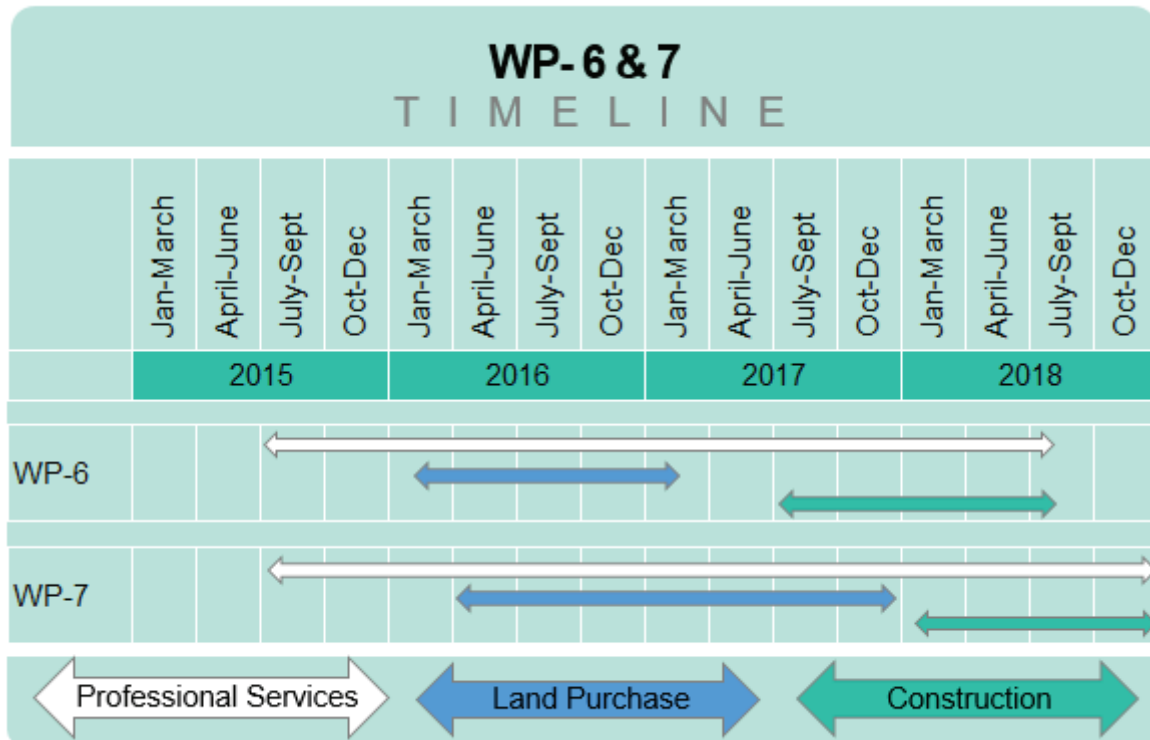 WP- 6 & 7
TIMELINE
Jan-March April-June July-Sept Oct-Dec Jan-March April-June July-Sept Oct-Dec Jan-March April-June July-Sept Oct-Dec Jan-March April-June July-Sept Oct-Dec
2015 2016 2017 2018
WP-6
WP-7
Professional Services Land Purchase Construction